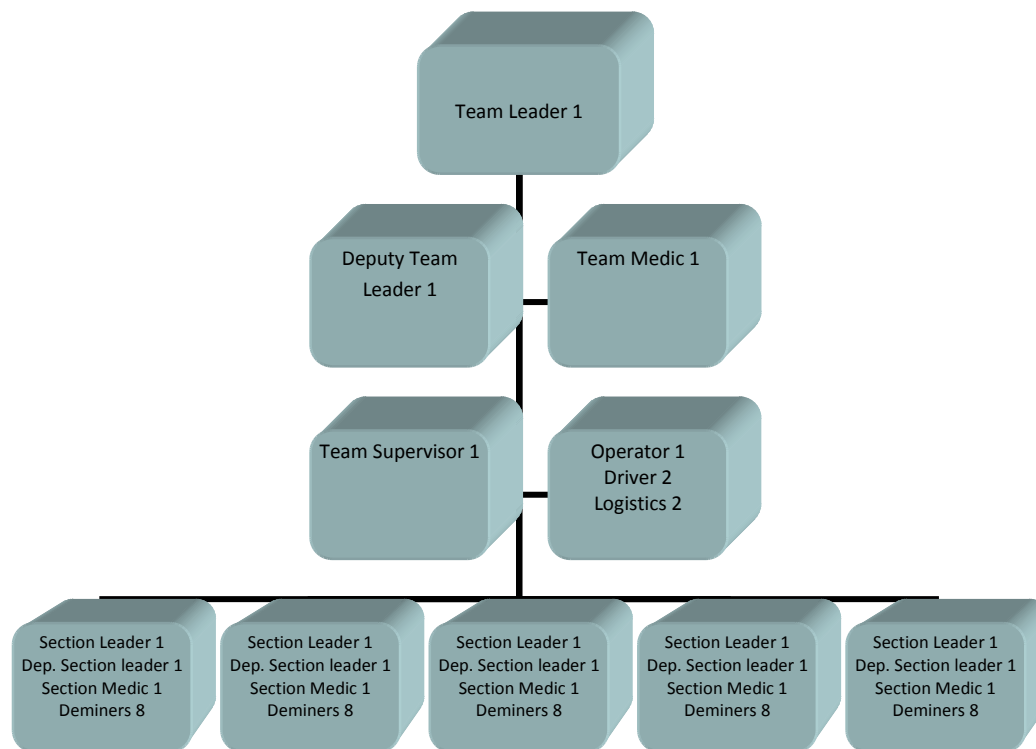 Team Leader 1
Deputy Team
Leader 1
Team Medic 1
Team Supervisor 1
Operator 1
Driver 2
Logistics 2
Section Leader 1
Dep. Section leader 1
Section Medic 1
Deminers 8
Section Leader 1
Dep. Section leader 1
Section Medic 1
Deminers 8
Section Leader 1
Dep. Section leader 1
Section Medic 1
Deminers 8
Section Leader 1
Dep. Section leader 1
Section Medic 1
Deminers 8
Section Leader 1
Dep. Section leader 1
Section Medic 1
Deminers 8